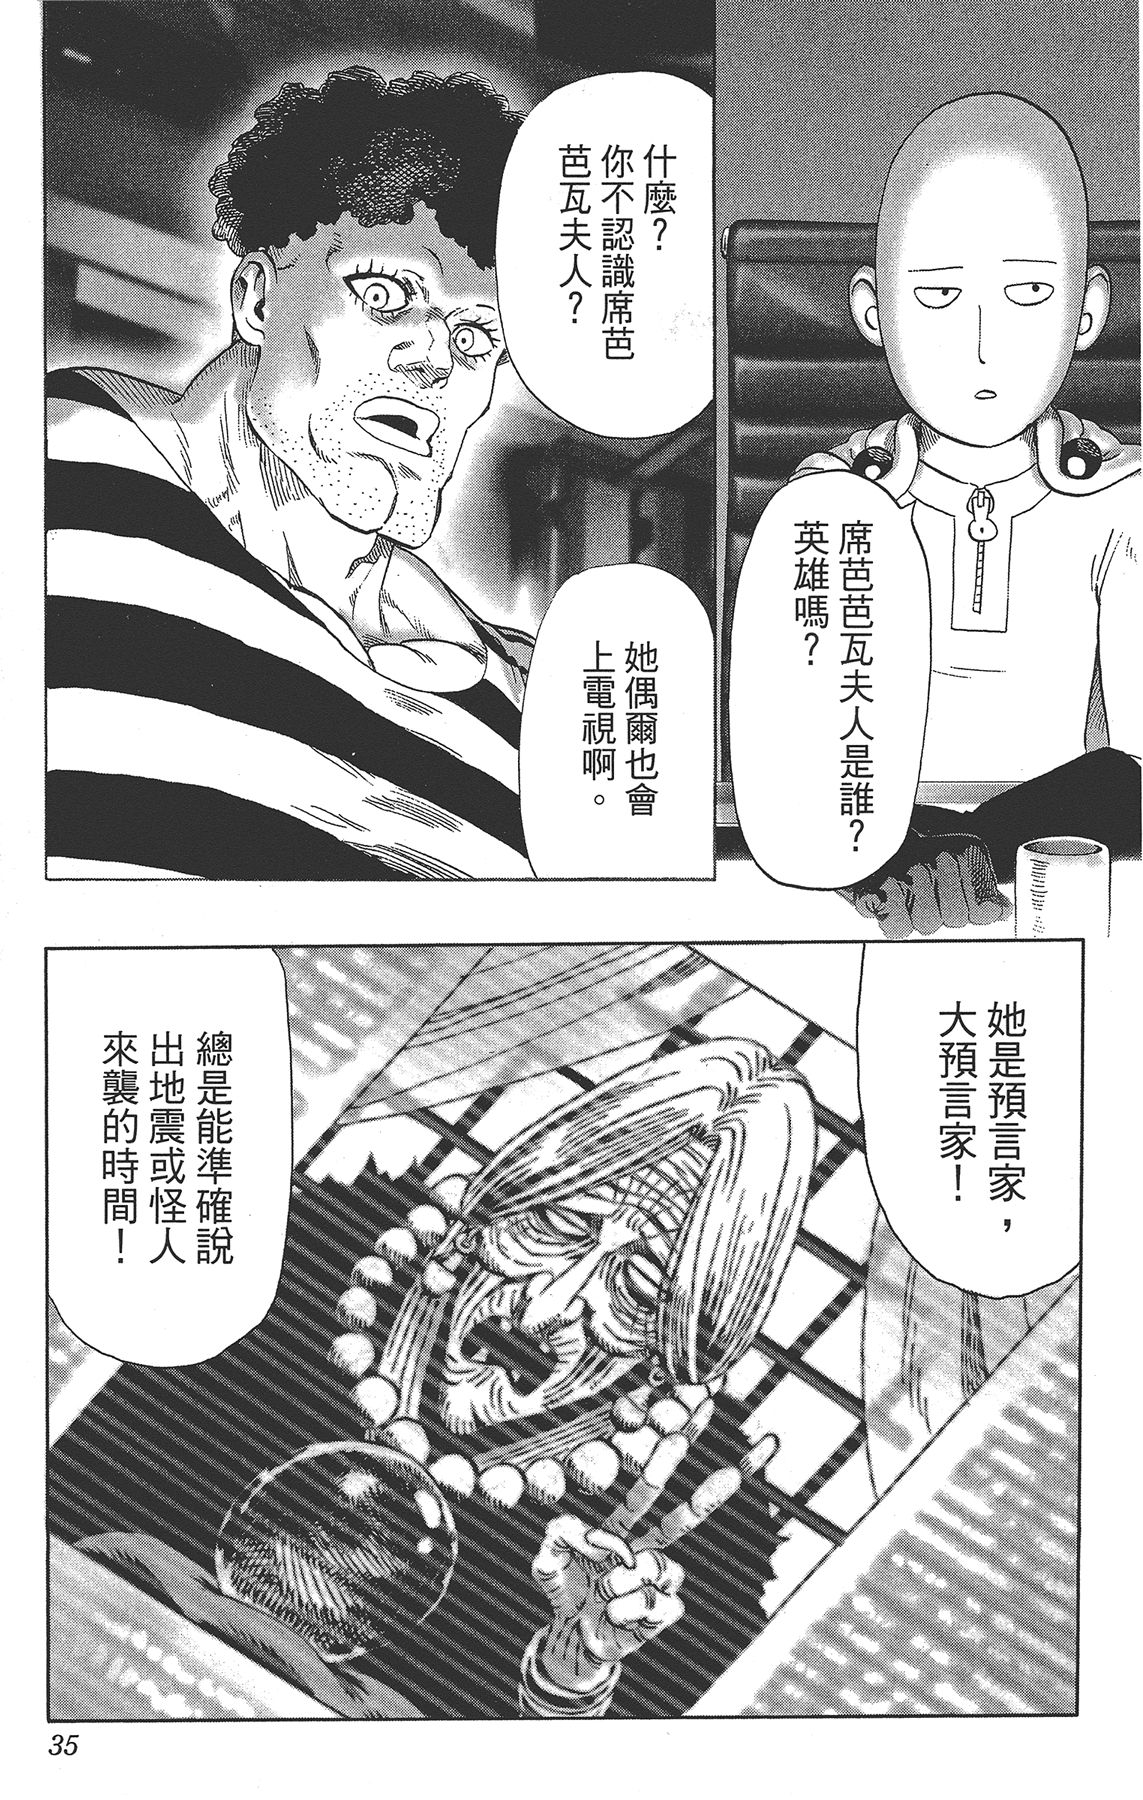 席芭芭瓦夫人是誰？
英雄嗎？
什麼？
你不認識席芭
芭瓦夫人？
她偶爾也會
上電視啊。
她是預言家，
大預言家！
總是能準確說
出地震或怪人
來襲的時間！
35